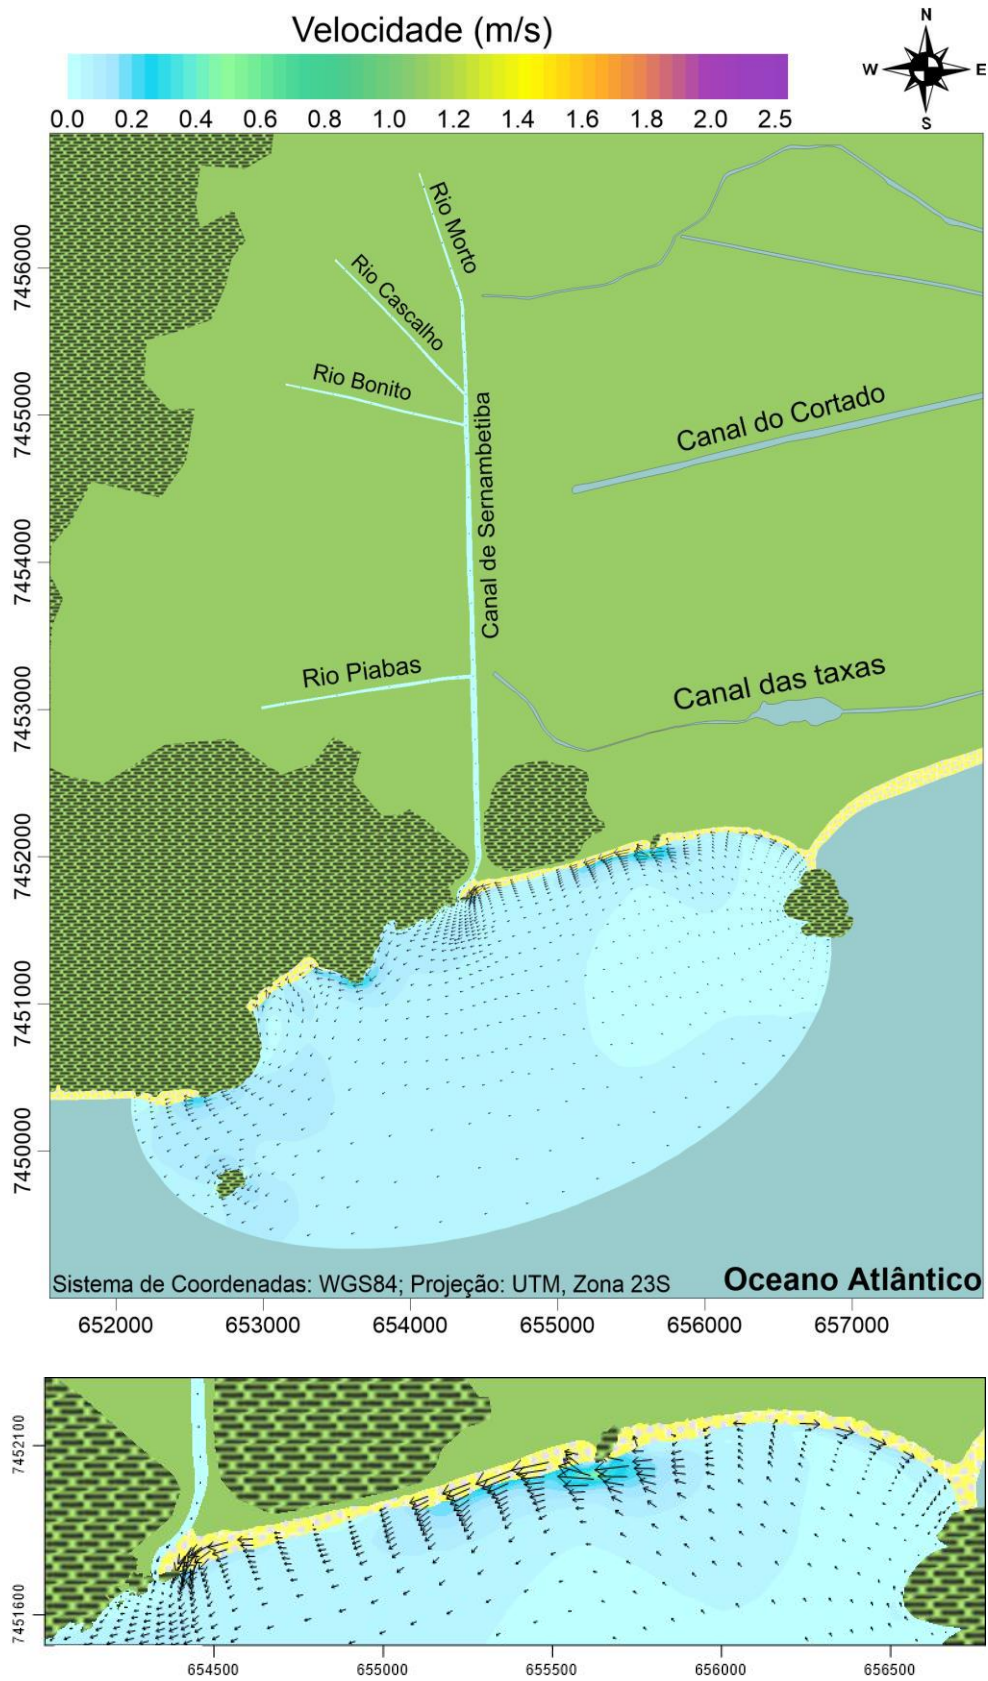 Velocidade (m/s)
0.0 0.2 0.4 0.6 0.8 1.0 1.2 1.4 1.6 1.8 2.0 2.5
N
W E
S
7456000
7455000
7454000
7453000
7452000
7451000
7450000
Rio Morto
Rio Cascalho
Rio Bonito
Canal do Cortado
Canal de Sernambetiba
Rio Piabas
Canal das taxas
Sistema de Coordenadas: WGS84; Projeção: UTM, Zona 23S
Oceano Atlântico
652000 653000 654000 655000 656000 657000
7452100
7451600
654500 655000 655500 656000 656500